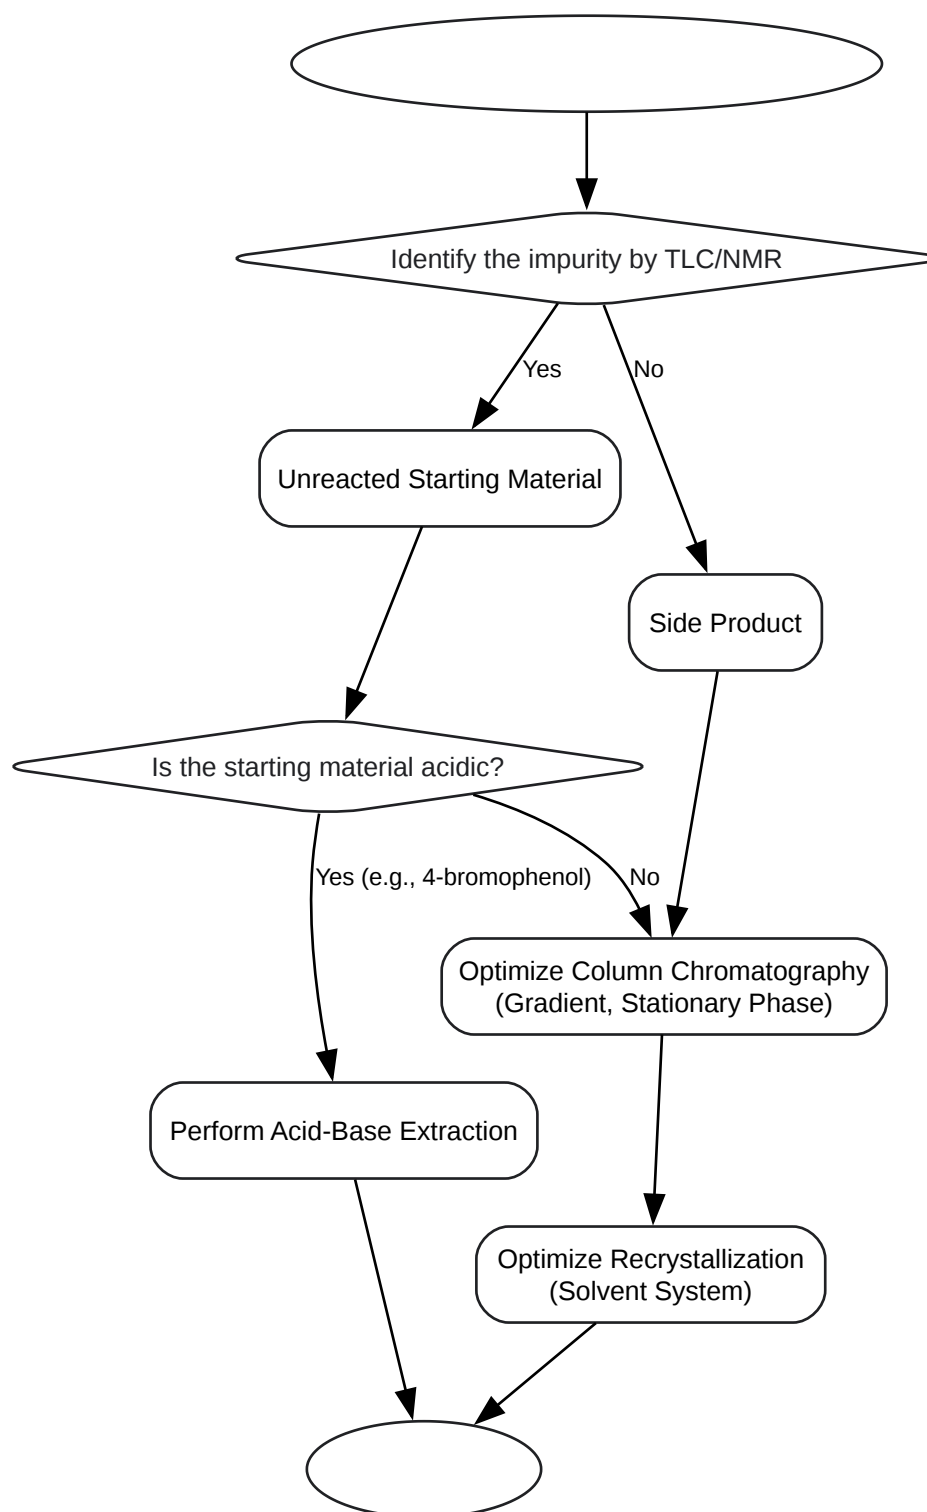 Identify the impurity by TLC/NMR
Yes
No
Unreacted Starting Material
Side Product
Is the starting material acidic?
Yes (e.g., 4-bromophenol)
No
Optimize Column Chromatography
(Gradient, Stationary Phase)
Perform Acid-Base Extraction
Optimize Recrystallization
(Solvent System)